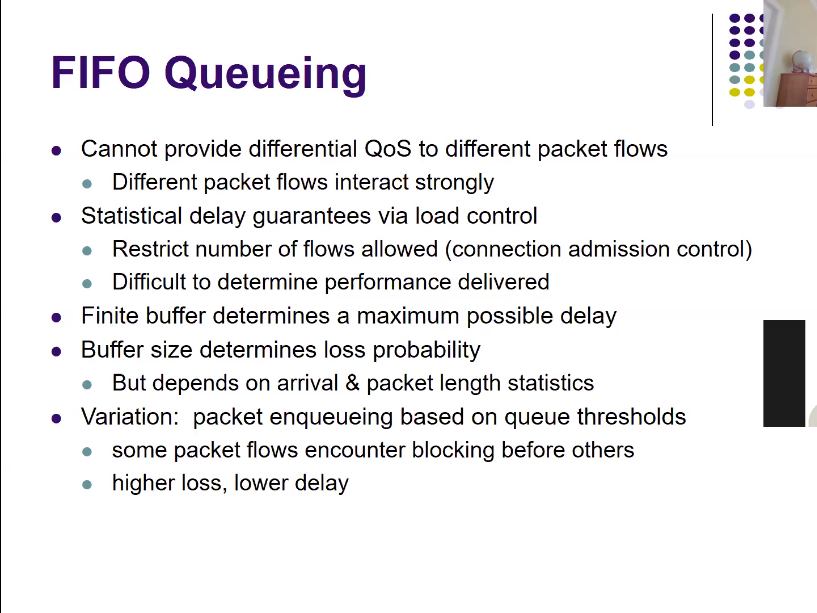 FIFO Queueing
Cannot provide differential QoS to different packet flows
Different packet flows interact strongly
Statistical delay guarantees via load control
Restrict number of flows allowed (connection admission control)
Difficult to determine performance delivered
Finite buffer determines a maximum possible delay
Buffer size determines loss probability
But depends on arrival & packet length statistics
Variation:  packet enqueueing based on queue thresholds
some packet flows encounter blocking before others
higher loss, lower delay